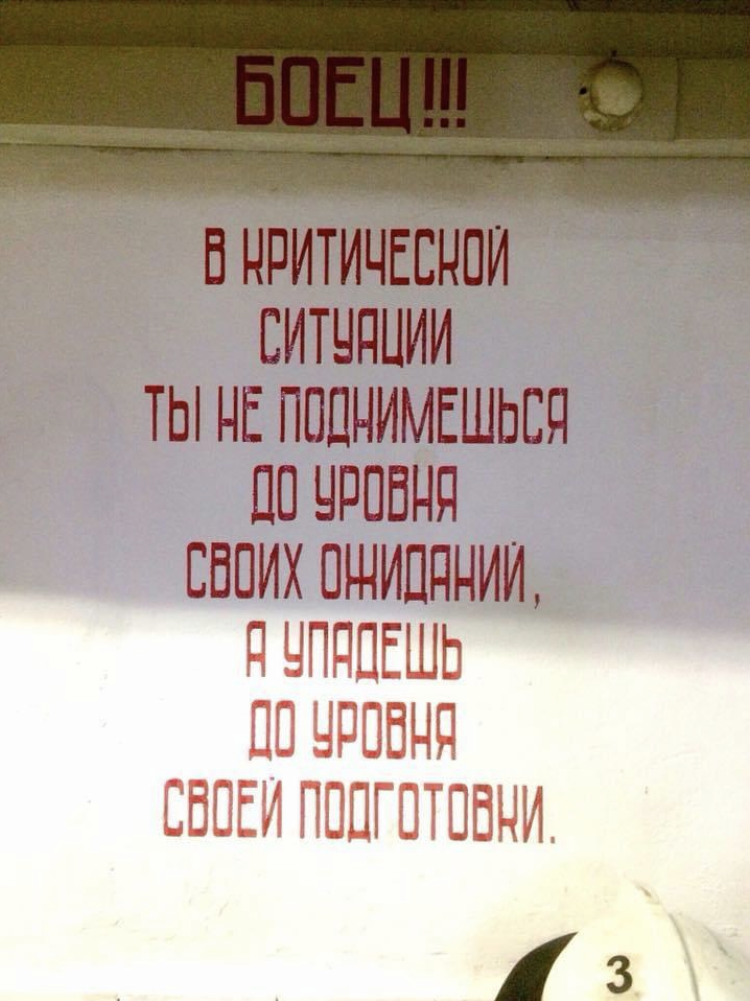 БОЕЦ!!!
В КРИТИЧЕСКОЙ
СИТУАЦИИ
ТЫ НЕ ПОДНИМЕШЬСЯ
ДО УРОВНЯ
СВОИХ ОЖИДАНИЙ,
А УПАДЕШЬ
ДО УРОВНЯ
СВОЕЙ ПОДГОТОВКИ.
3